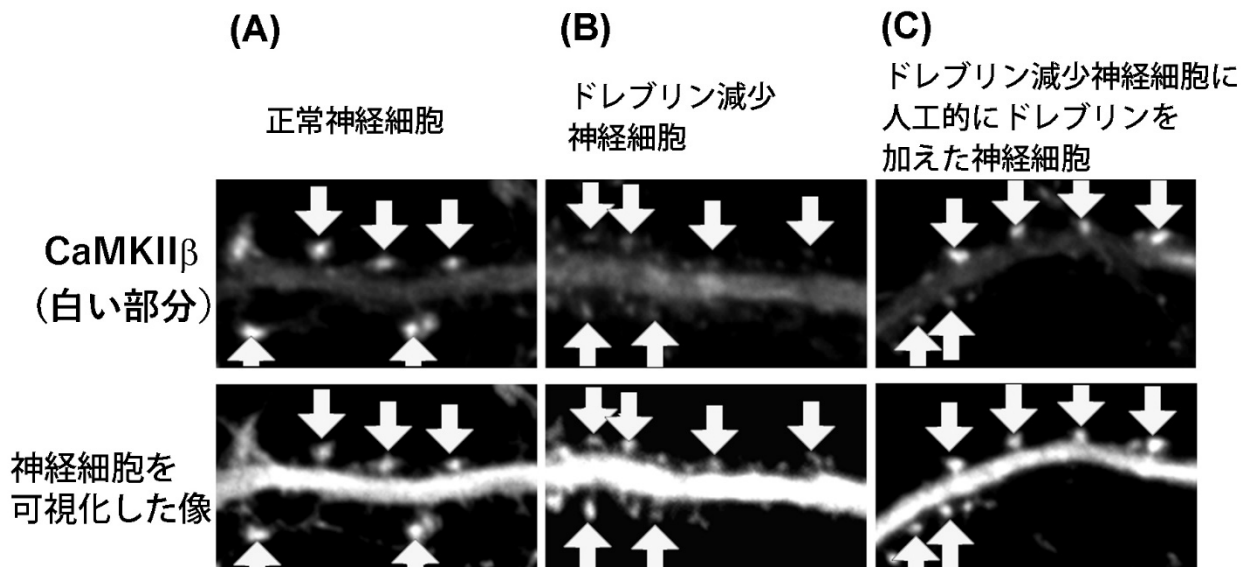 (A)
正常神経細胞
(B)
ドレブリン減少
神経細胞
(C)
ドレブリン減少神経細胞に
人工的にドレブリンを
加えた神経細胞
CaMKIIβ
（白い部分）
神経細胞を
可視化した像